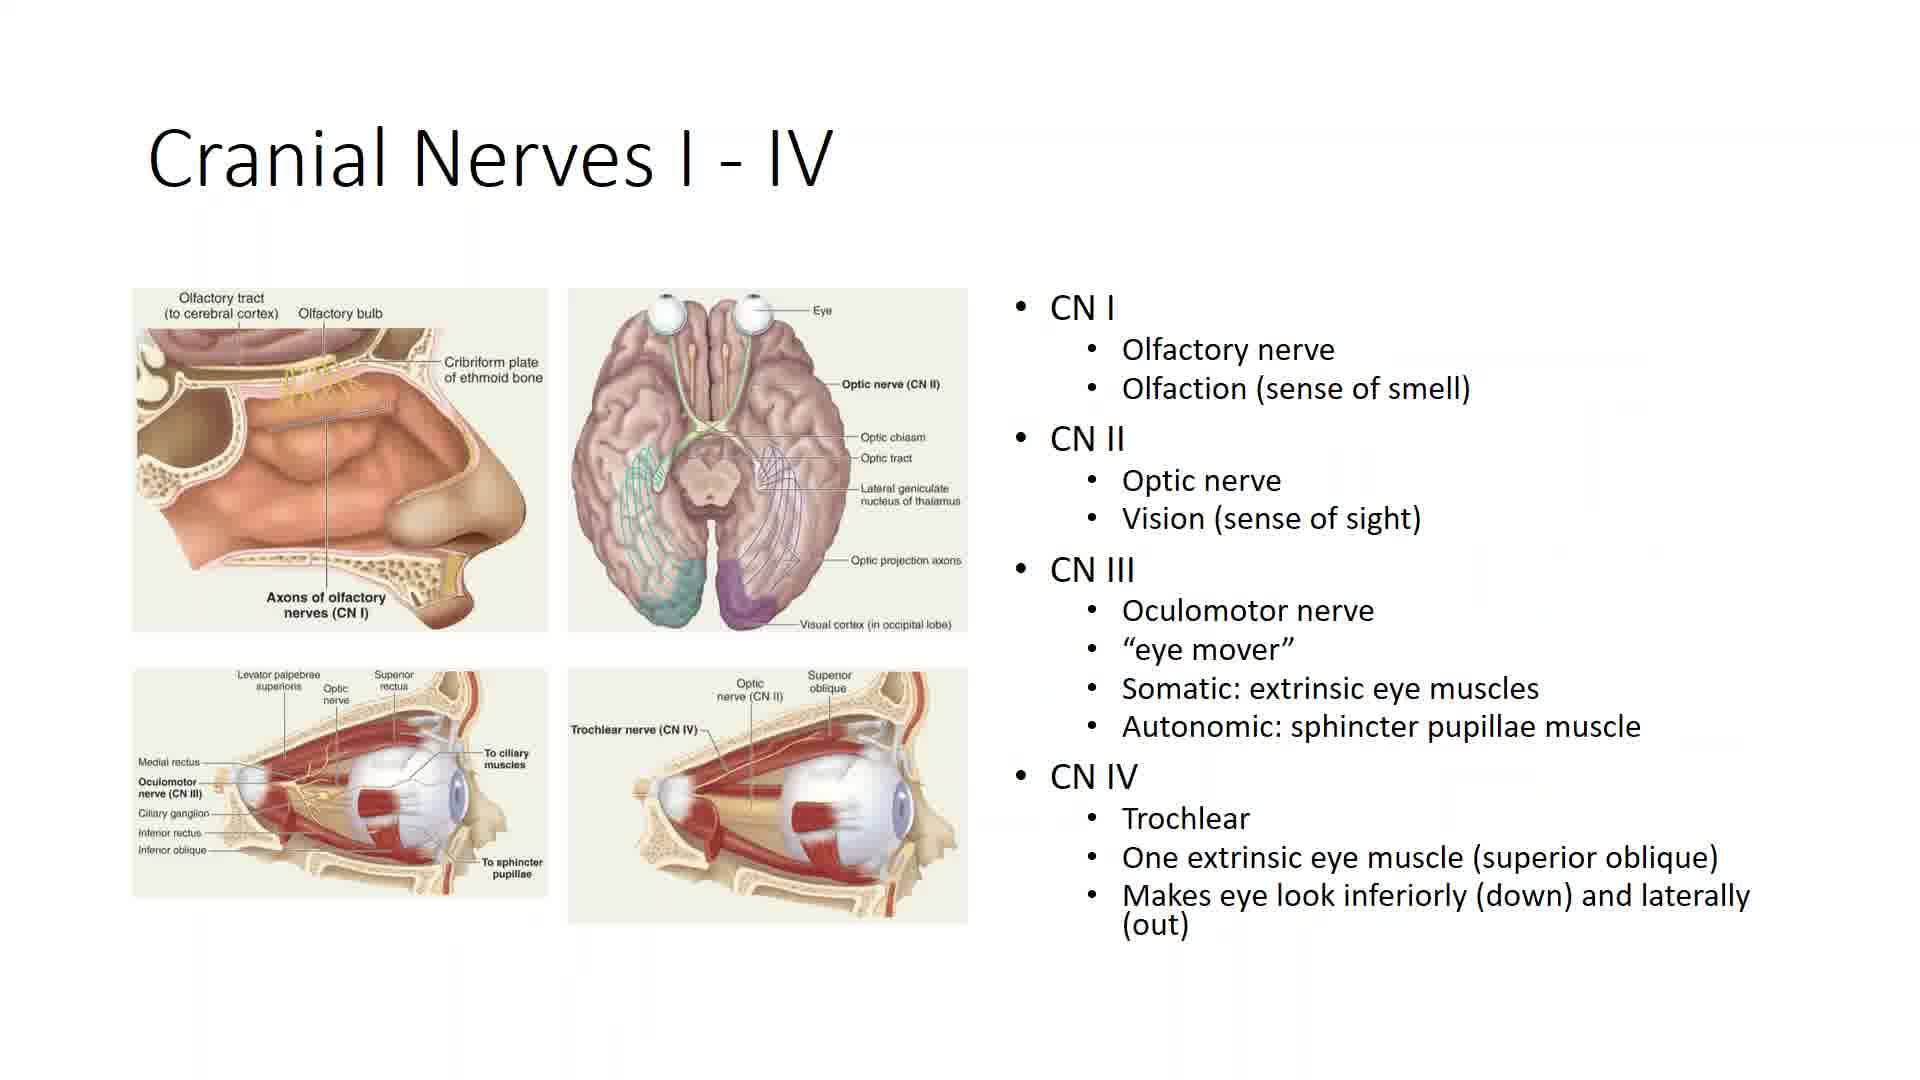 Cranial Nerves I - IV
Olfactory tract
(to cerebral cortex)
Olfactory bulb
Cribriform plate
of ethmoid bone
Axons of olfactory
nerves (CN I)
Eye
Optic nerve (CN II)
Optic chiasm
Optic tract
Lateral geniculate
nucleus of thalamus
Optic projection axons
Visual cortex (in occipital lobe)
Levator palpebrae
superioris
Optic
nerve
Superior
rectus
Medial rectus
Oculomotor
nerve (CN III)
Ciliary ganglion
Inferior rectus
Inferior oblique
To ciliary
muscles
To sphincter
pupillae
Optic
nerve (CN II)
Superior
oblique
Trochlear nerve (CN IV)
• CN I
• Olfactory nerve
• Olfaction (sense of smell)
• CN II
• Optic nerve
• Vision (sense of sight)
• CN III
• Oculomotor nerve
• “eye mover”
• Somatic: extrinsic eye muscles
• Autonomic: sphincter pupillae muscle
• CN IV
• Trochlear
• One extrinsic eye muscle (superior oblique)
• Makes eye look inferiorly (down) and laterally
(out)